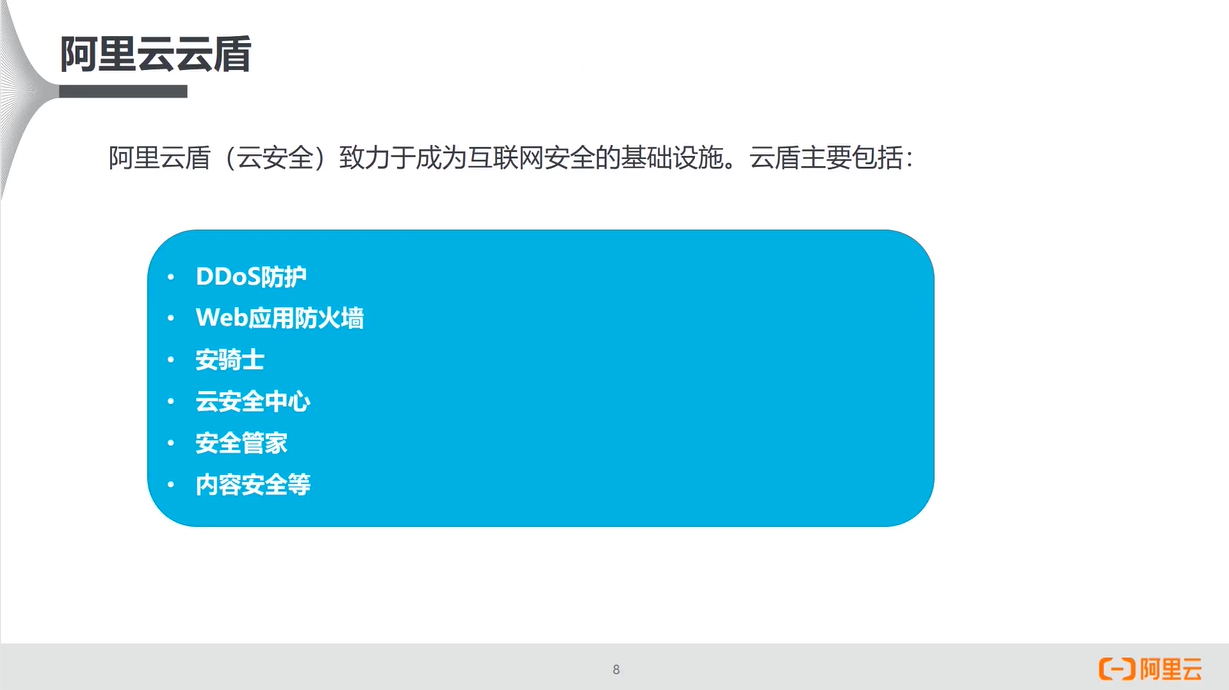 阿里云云盾
阿里云盾（云安全）致力于成为互联网安全的基础设施。云盾主要包括：
• DDoS防护
• Web应用防火墙
• 安骑士
• 云安全中心
• 安全管家
• 内容安全等
8
阿里云